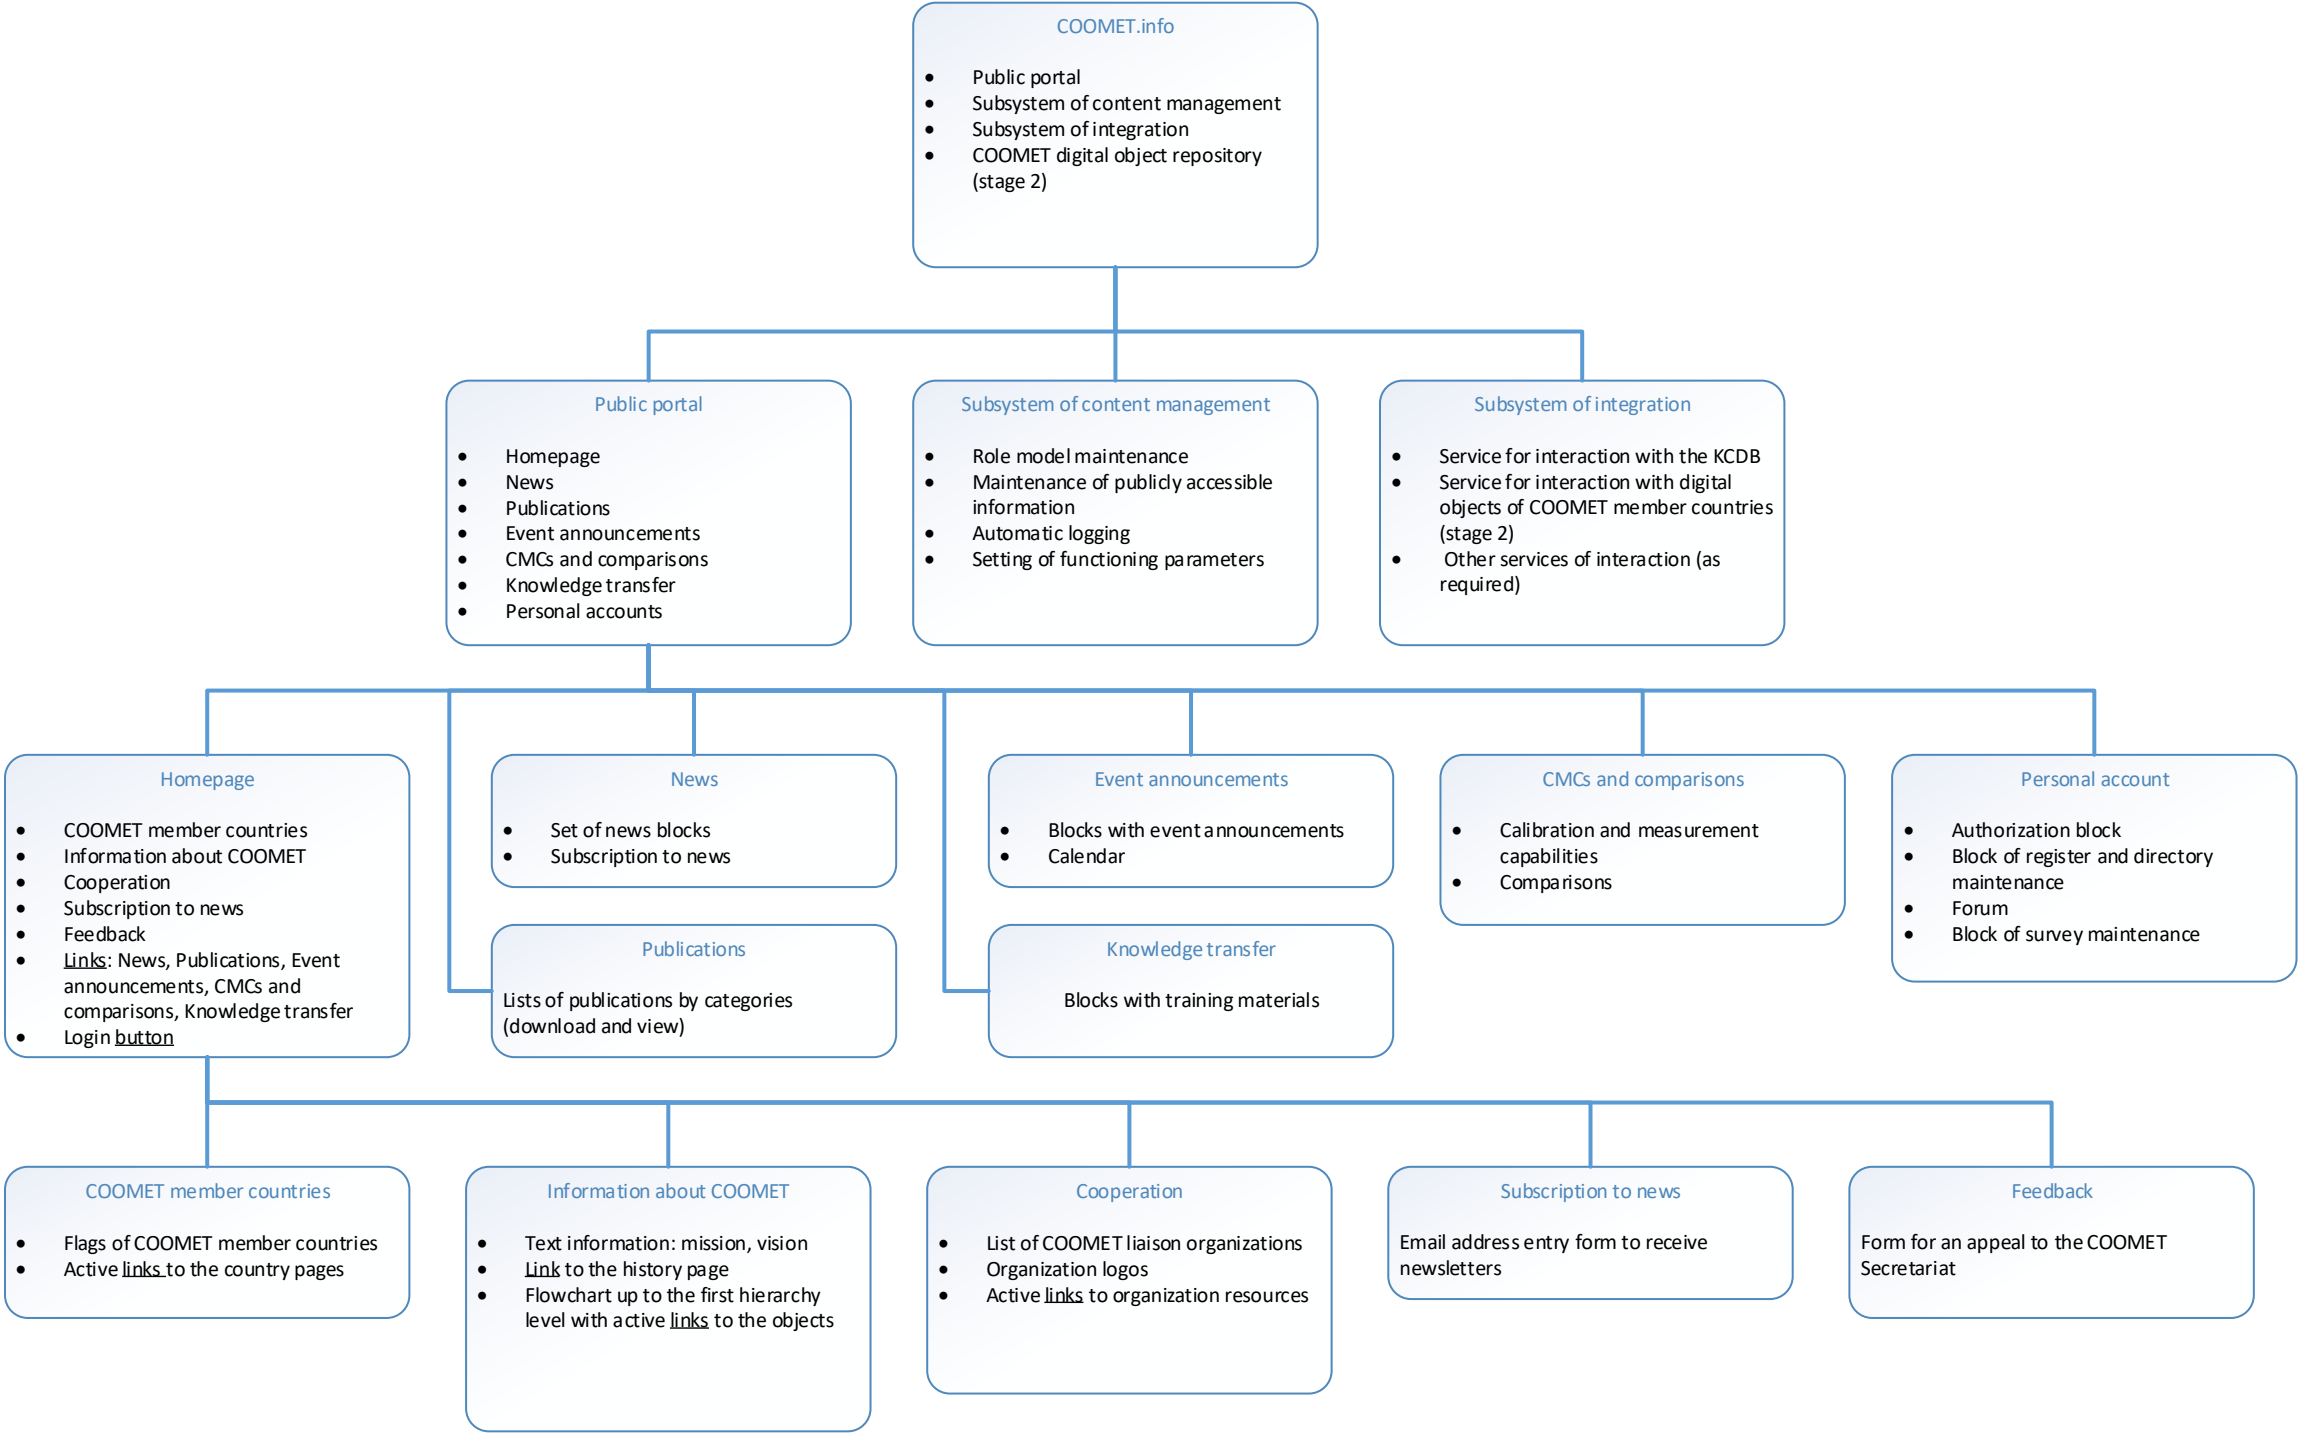 COOMET.info
• Public portal
• Subsystem of content management
• Subsystem of integration
• COOMET digital object repository
(stage 2)
Public portal
• Homepage
• News
• Publications
• Event announcements
• CMCs and comparisons
• Knowledge transfer
• Personal accounts
Subsystem of content management
• Role model maintenance
• Maintenance of publicly accessible
information
• Automatic logging
• Setting of functioning parameters
Subsystem of integration
• Service for interaction with the KCDB
• Service for interaction with digital
objects of COOMET member countries
(stage 2)
• Other services of interaction (as
required)
Homepage
• COOMET member countries
• Information about COOMET
• Cooperation
• Subscription to news
• Feedback
• Links: News, Publications, Event
announcements, CMCs and
comparisons, Knowledge transfer
• Login button
News
• Set of news blocks
• Subscription to news
Publications
Lists of publications by categories
(download and view)
Event announcements
• Blocks with event announcements
• Calendar
Knowledge transfer
Blocks with training materials
CMCs and comparisons
• Calibration and measurement
capabilities
• Comparisons
Personal account
• Authorization block
• Block of register and directory
maintenance
• Forum
• Block of survey maintenance
COOMET member countries
• Flags of COOMET member countries
• Active links to the country pages
Information about COOMET
• Text information: mission, vision
• Link to the history page
• Flowchart up to the first hierarchy
level with active links to the objects
Cooperation
• List of COOMET liaison organizations
• Organization logos
• Active links to organization resources
Subscription to news
Email address entry form to receive
newsletters
Feedback
Form for an appeal to the COOMET
Secretariat